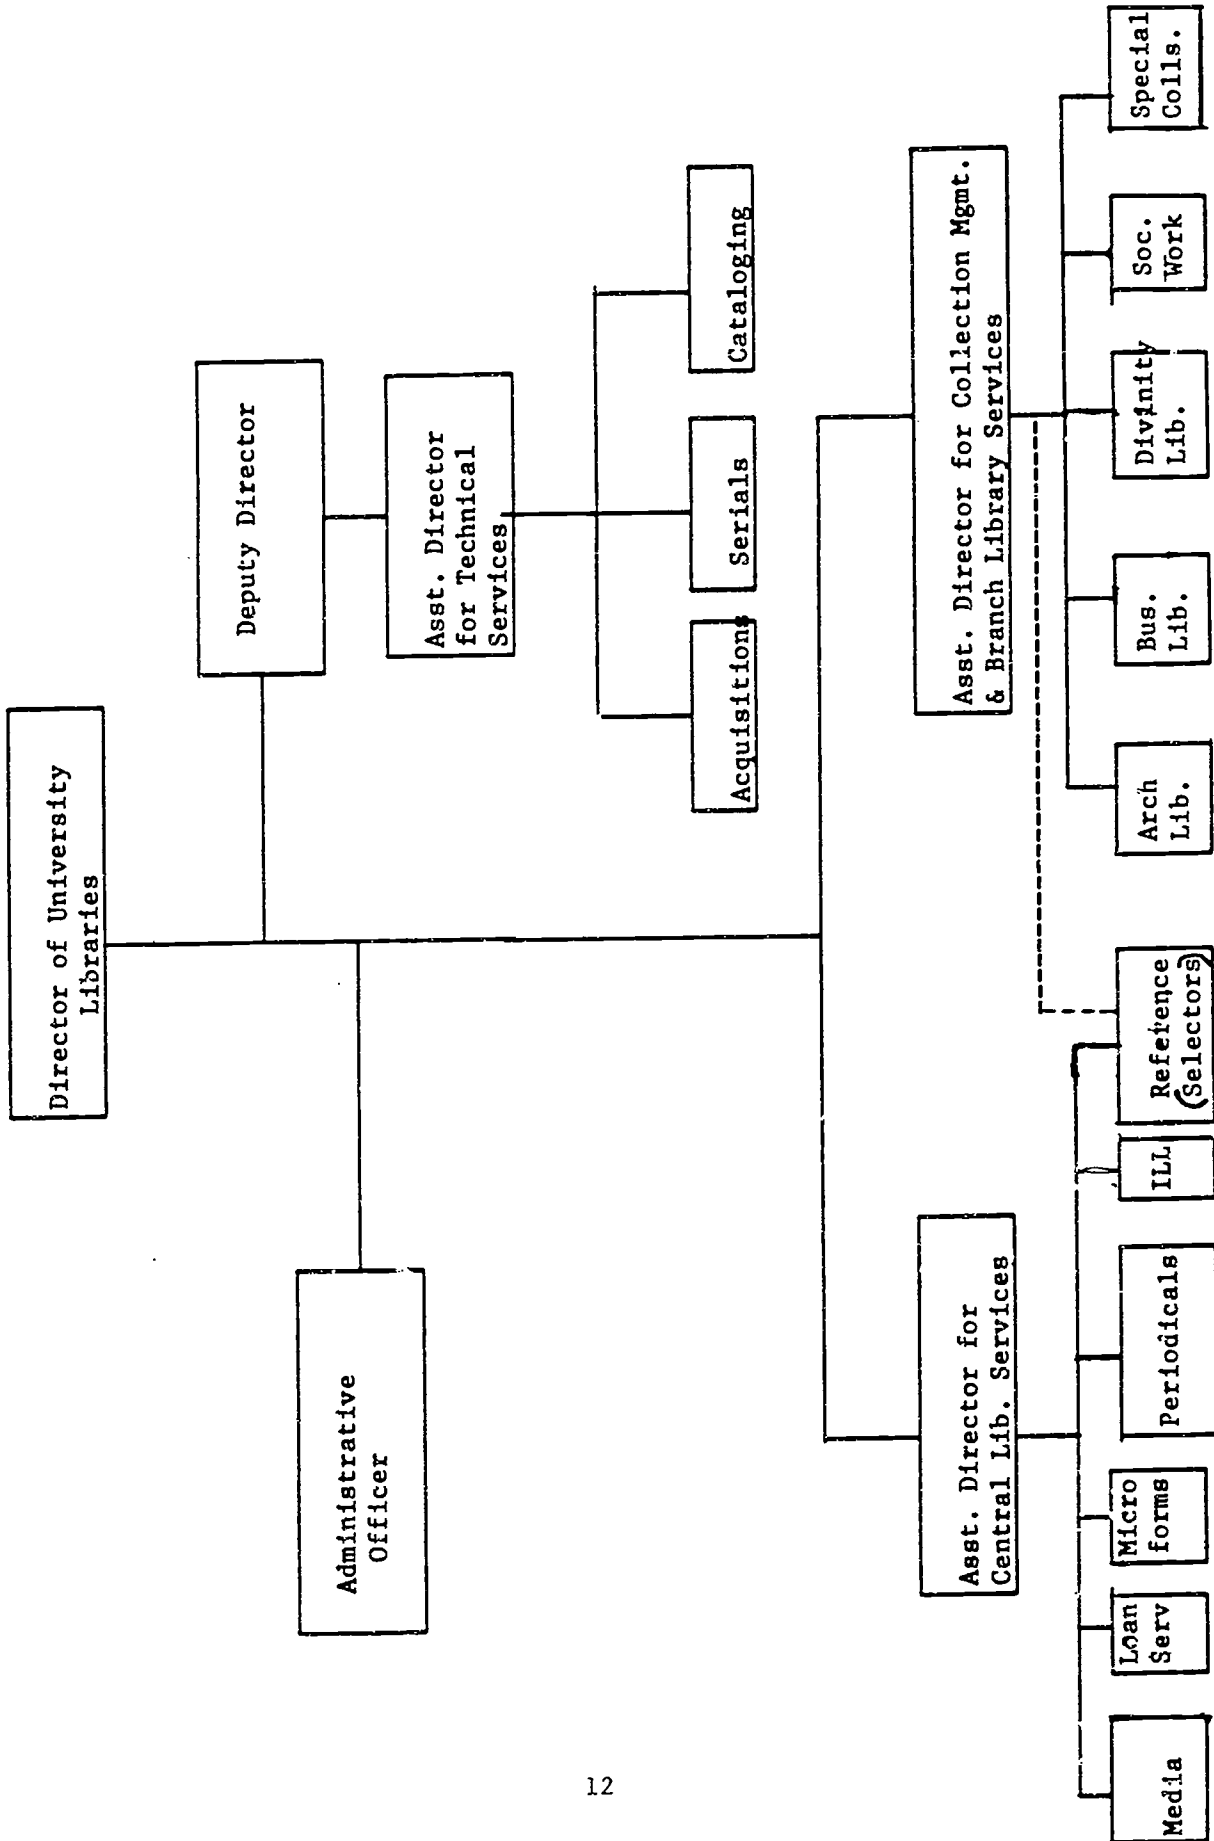 Director of University
Libraries
Deputy Director
Administrative
Officer
Asst. Director
for Technical
Services
Acquisitions
Serials
Cataloging
Asst. Director for
Central Lib. Services
Asst. Director for Collection Mgmt.
& Branch Library Services
Media
Loan
Serv
Micro
forms
Periodicals
ILL
Reference
(Selectors)
Arch
Lib.
Bus.
Lib.
Divinity
Lib.
Soc.
Work
Special
Colls.
12